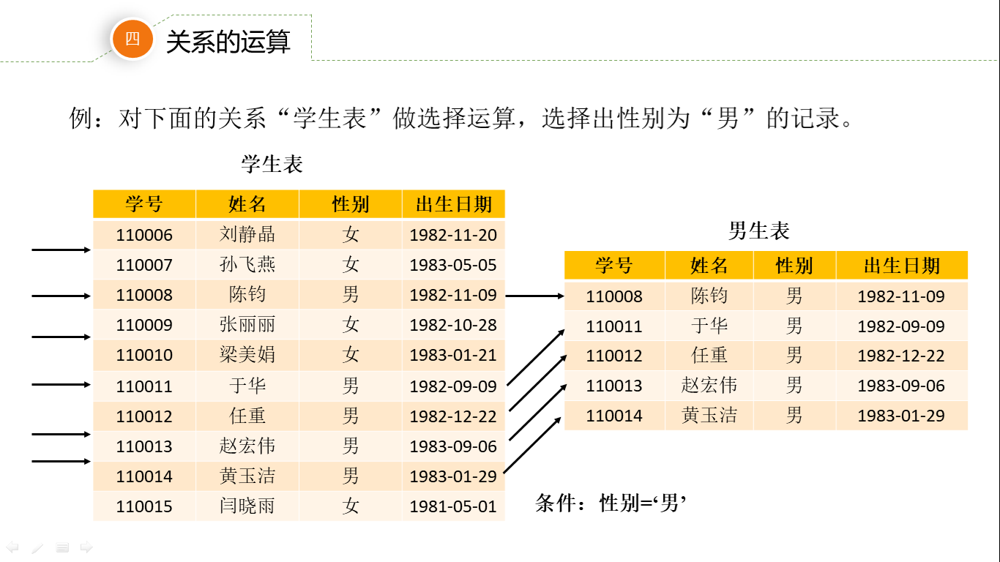 四
关系的运算
例：对下面的关系“学生表”做选择运算，选择出性别为“男”的记录。
学生表
学号 姓名 性别 出生日期
110006 刘静晶 女 1982-11-20
110007 孙飞燕 女 1983-05-05
110008 陈钧 男 1982-11-09
110009 张丽丽 女 1982-10-28
110010 梁美娟 女 1983-01-21
110011 于华 男 1982-09-09
110012 任重 男 1982-12-22
110013 赵宏伟 男 1983-09-06
110014 黄玉洁 男 1983-01-29
110015 闫晓雨 女 1981-05-01
男生表
学号 姓名 性别 出生日期
110008 陈钧 男 1982-11-09
110011 于华 男 1982-09-09
110012 任重 男 1982-12-22
110013 赵宏伟 男 1983-09-06
110014 黄玉洁 男 1983-01-29
条件：性别=‘男’